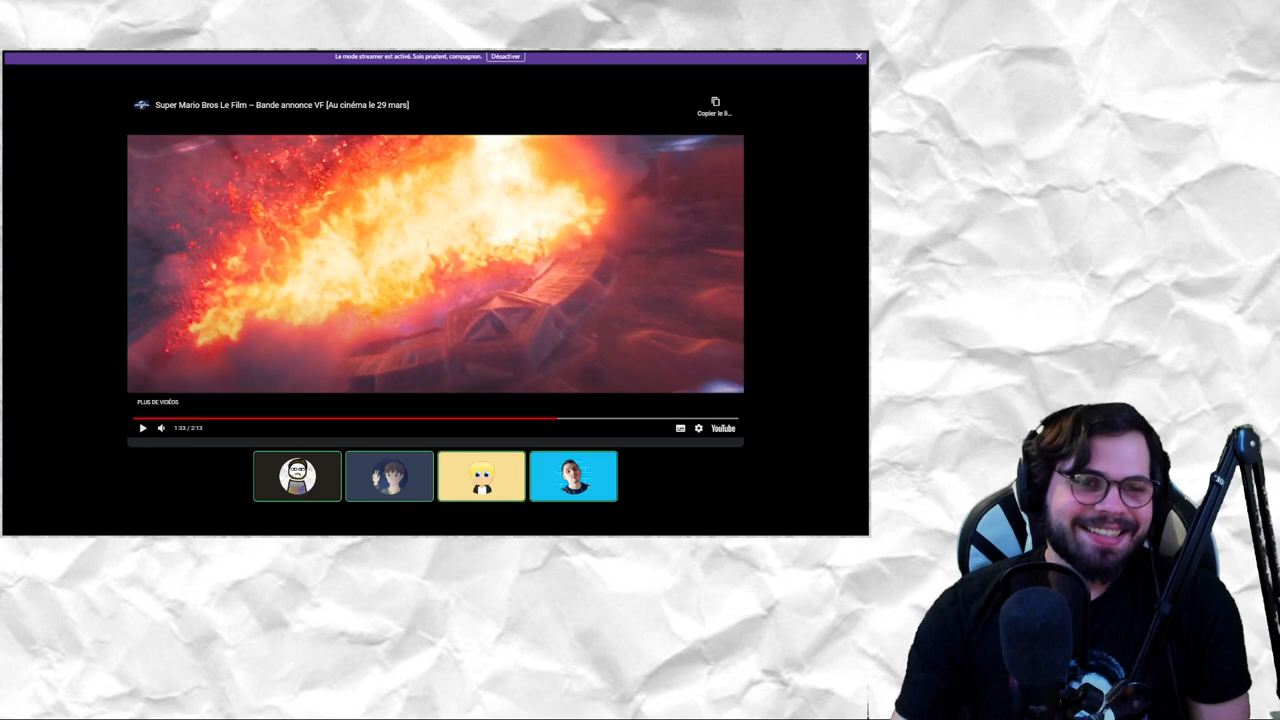 Le mode streamer est activé. Sois prudent, compagnon.
Désactiver
Super Mario Bros Le Film – Bande annonce VF [Au cinéma le 29 mars]
Copier le li...
PLUS DE VIDÉOS
1:33 / 2:13
YouTube